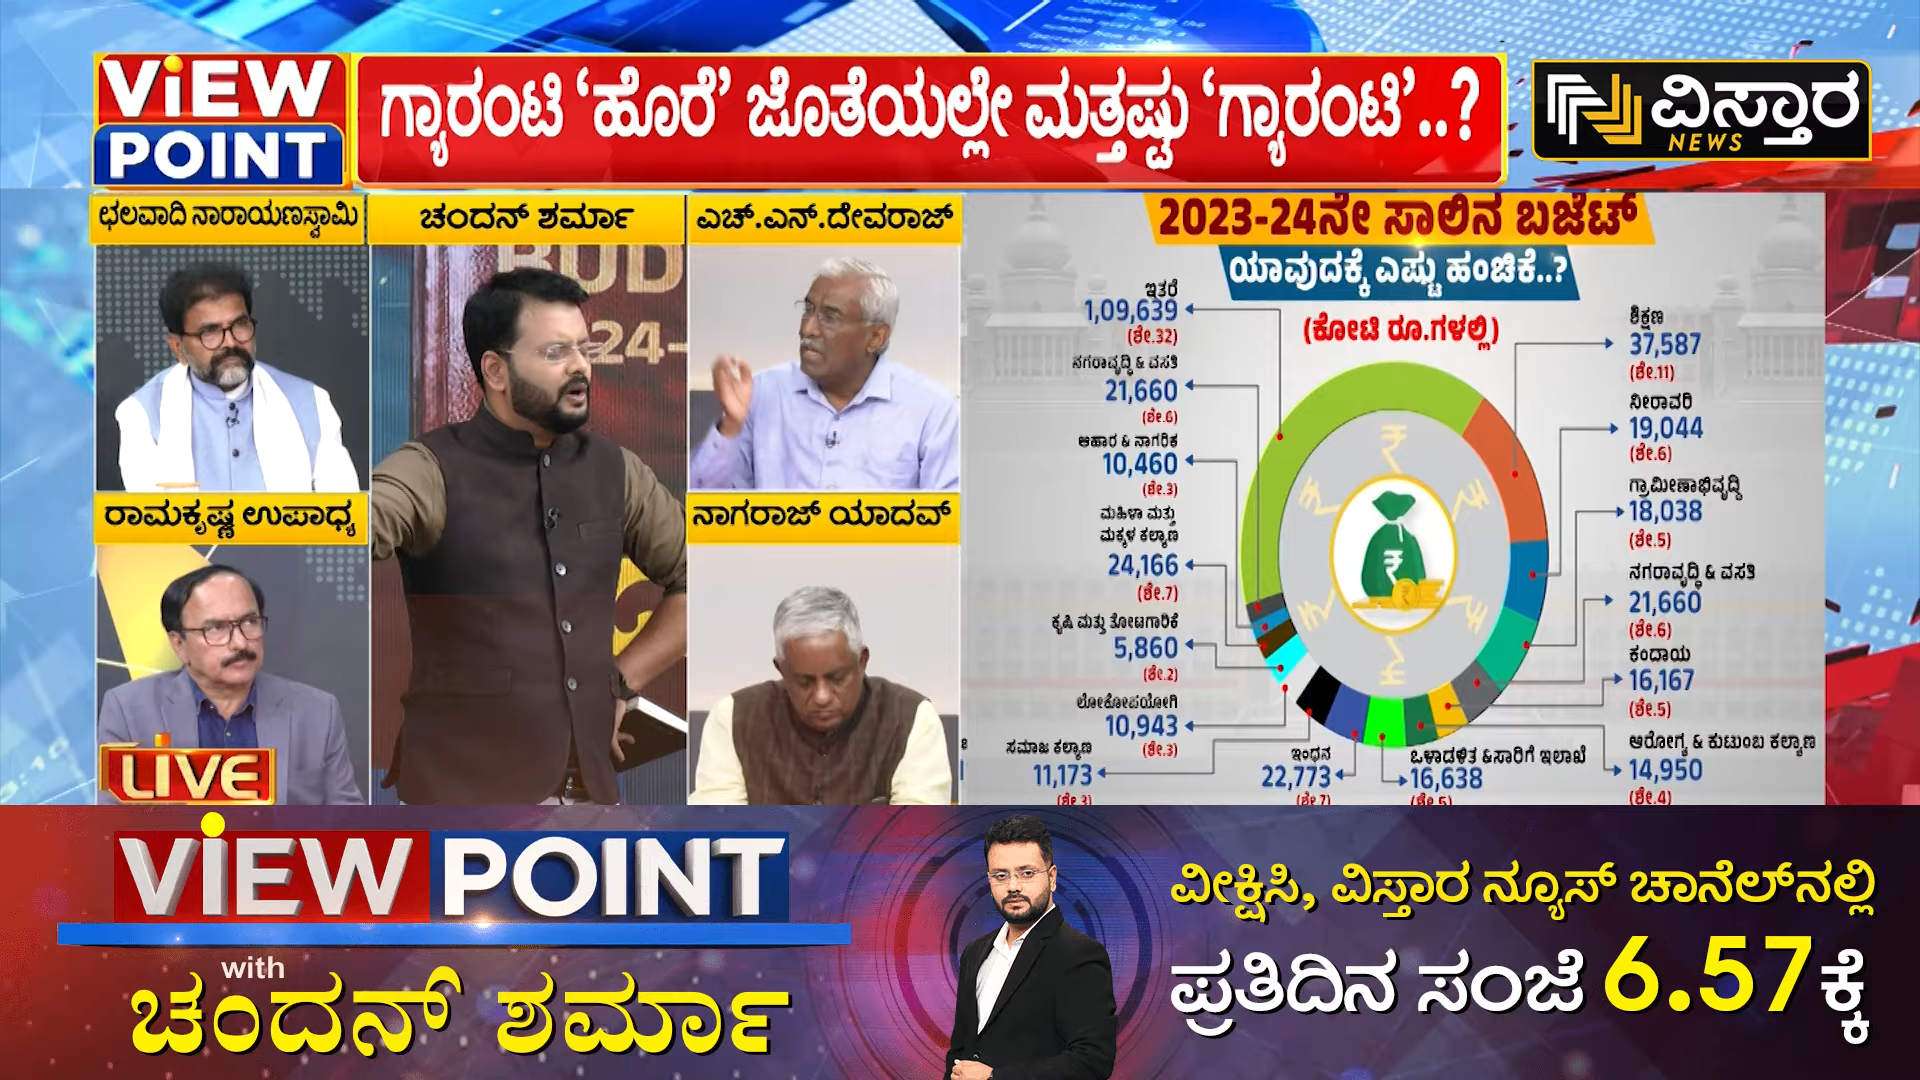 VIEW
POINT
ಗ್ಯಾರಂಟಿ ‘ಹೊರೆ’ ಜೊತೆಯಲ್ಲೇ ಮತ್ತಷ್ಟು ‘ಗ್ಯಾರಂಟಿ’..?
ವಿಸ್ತಾರ
NEWS
ಛಲವಾದಿ ನಾರಾಯಣಸ್ವಾಮಿ
ಚಂದನ್ ಶರ್ಮಾ
ಎಚ್.ಎನ್.ದೇವರಾಜ್
ರಾಮಕೃಷ್ಣ ಉಪಾಧ್ಯ
ನಾಗರಾಜ್ ಯಾದವ್
BUD
24-
LIVE
2023-24ನೇ ಸಾಲಿನ ಬಜೆಟ್
ಯಾವುದಕ್ಕೆ ಎಷ್ಟು ಹಂಚಿಕೆ..?
(ಕೋಟಿ ರೂ.ಗಳಲ್ಲಿ)
ಇತರೆ
1,09,639
(ಶೇ.32)
ನಗರಾವೃದ್ಧಿ & ವಸತಿ
21,660
(ಶೇ.6)
ಆಹಾರ & ನಾಗರಿಕ
10,460
(ಶೇ.3)
ಮಹಿಳಾ ಮತ್ತು
ಮಕ್ಕಳ ಕಲ್ಯಾಣ
24,166
(ಶೇ.7)
ಕೃಷಿ ಮತ್ತು ತೋಟಗಾರಿಕೆ
5,860
(ಶೇ.2)
ಲೋಕೋಪಯೋಗಿ
10,943
(ಶೇ.3)
ಸಮಾಜ ಕಲ್ಯಾಣ
11,173
(ಶೇ.3)
ಇಂಧನ
22,773
(ಶೇ.7)
ಒಳಾಡಳಿತ &ಸಾರಿಗೆ ಇಲಾಖೆ
16,638
(ಶೇ.5)
ಶಿಕ್ಷಣ
37,587
(ಶೇ.11)
ನೀರಾವರಿ
19,044
(ಶೇ.6)
ಗ್ರಾಮೀಣಾಭಿವೃದ್ಧಿ
18,038
(ಶೇ.5)
ನಗರಾವೃದ್ಧಿ & ವಸತಿ
21,660
(ಶೇ.6)
ಕಂದಾಯ
16,167
(ಶೇ.5)
ಆರೋಗ್ಯ & ಕುಟುಂಬ ಕಲ್ಯಾಣ
14,950
(ಶೇ.4)
VIEW POINT
with
ಚಂದನ್ ಶರ್ಮಾ
ವೀಕ್ಷಿಸಿ, ವಿಸ್ತಾರ ನ್ಯೂಸ್ ಚಾನೆಲ್‌ನಲ್ಲಿ
ಪ್ರತಿದಿನ ಸಂಜೆ 6.57ಕ್ಕೆ